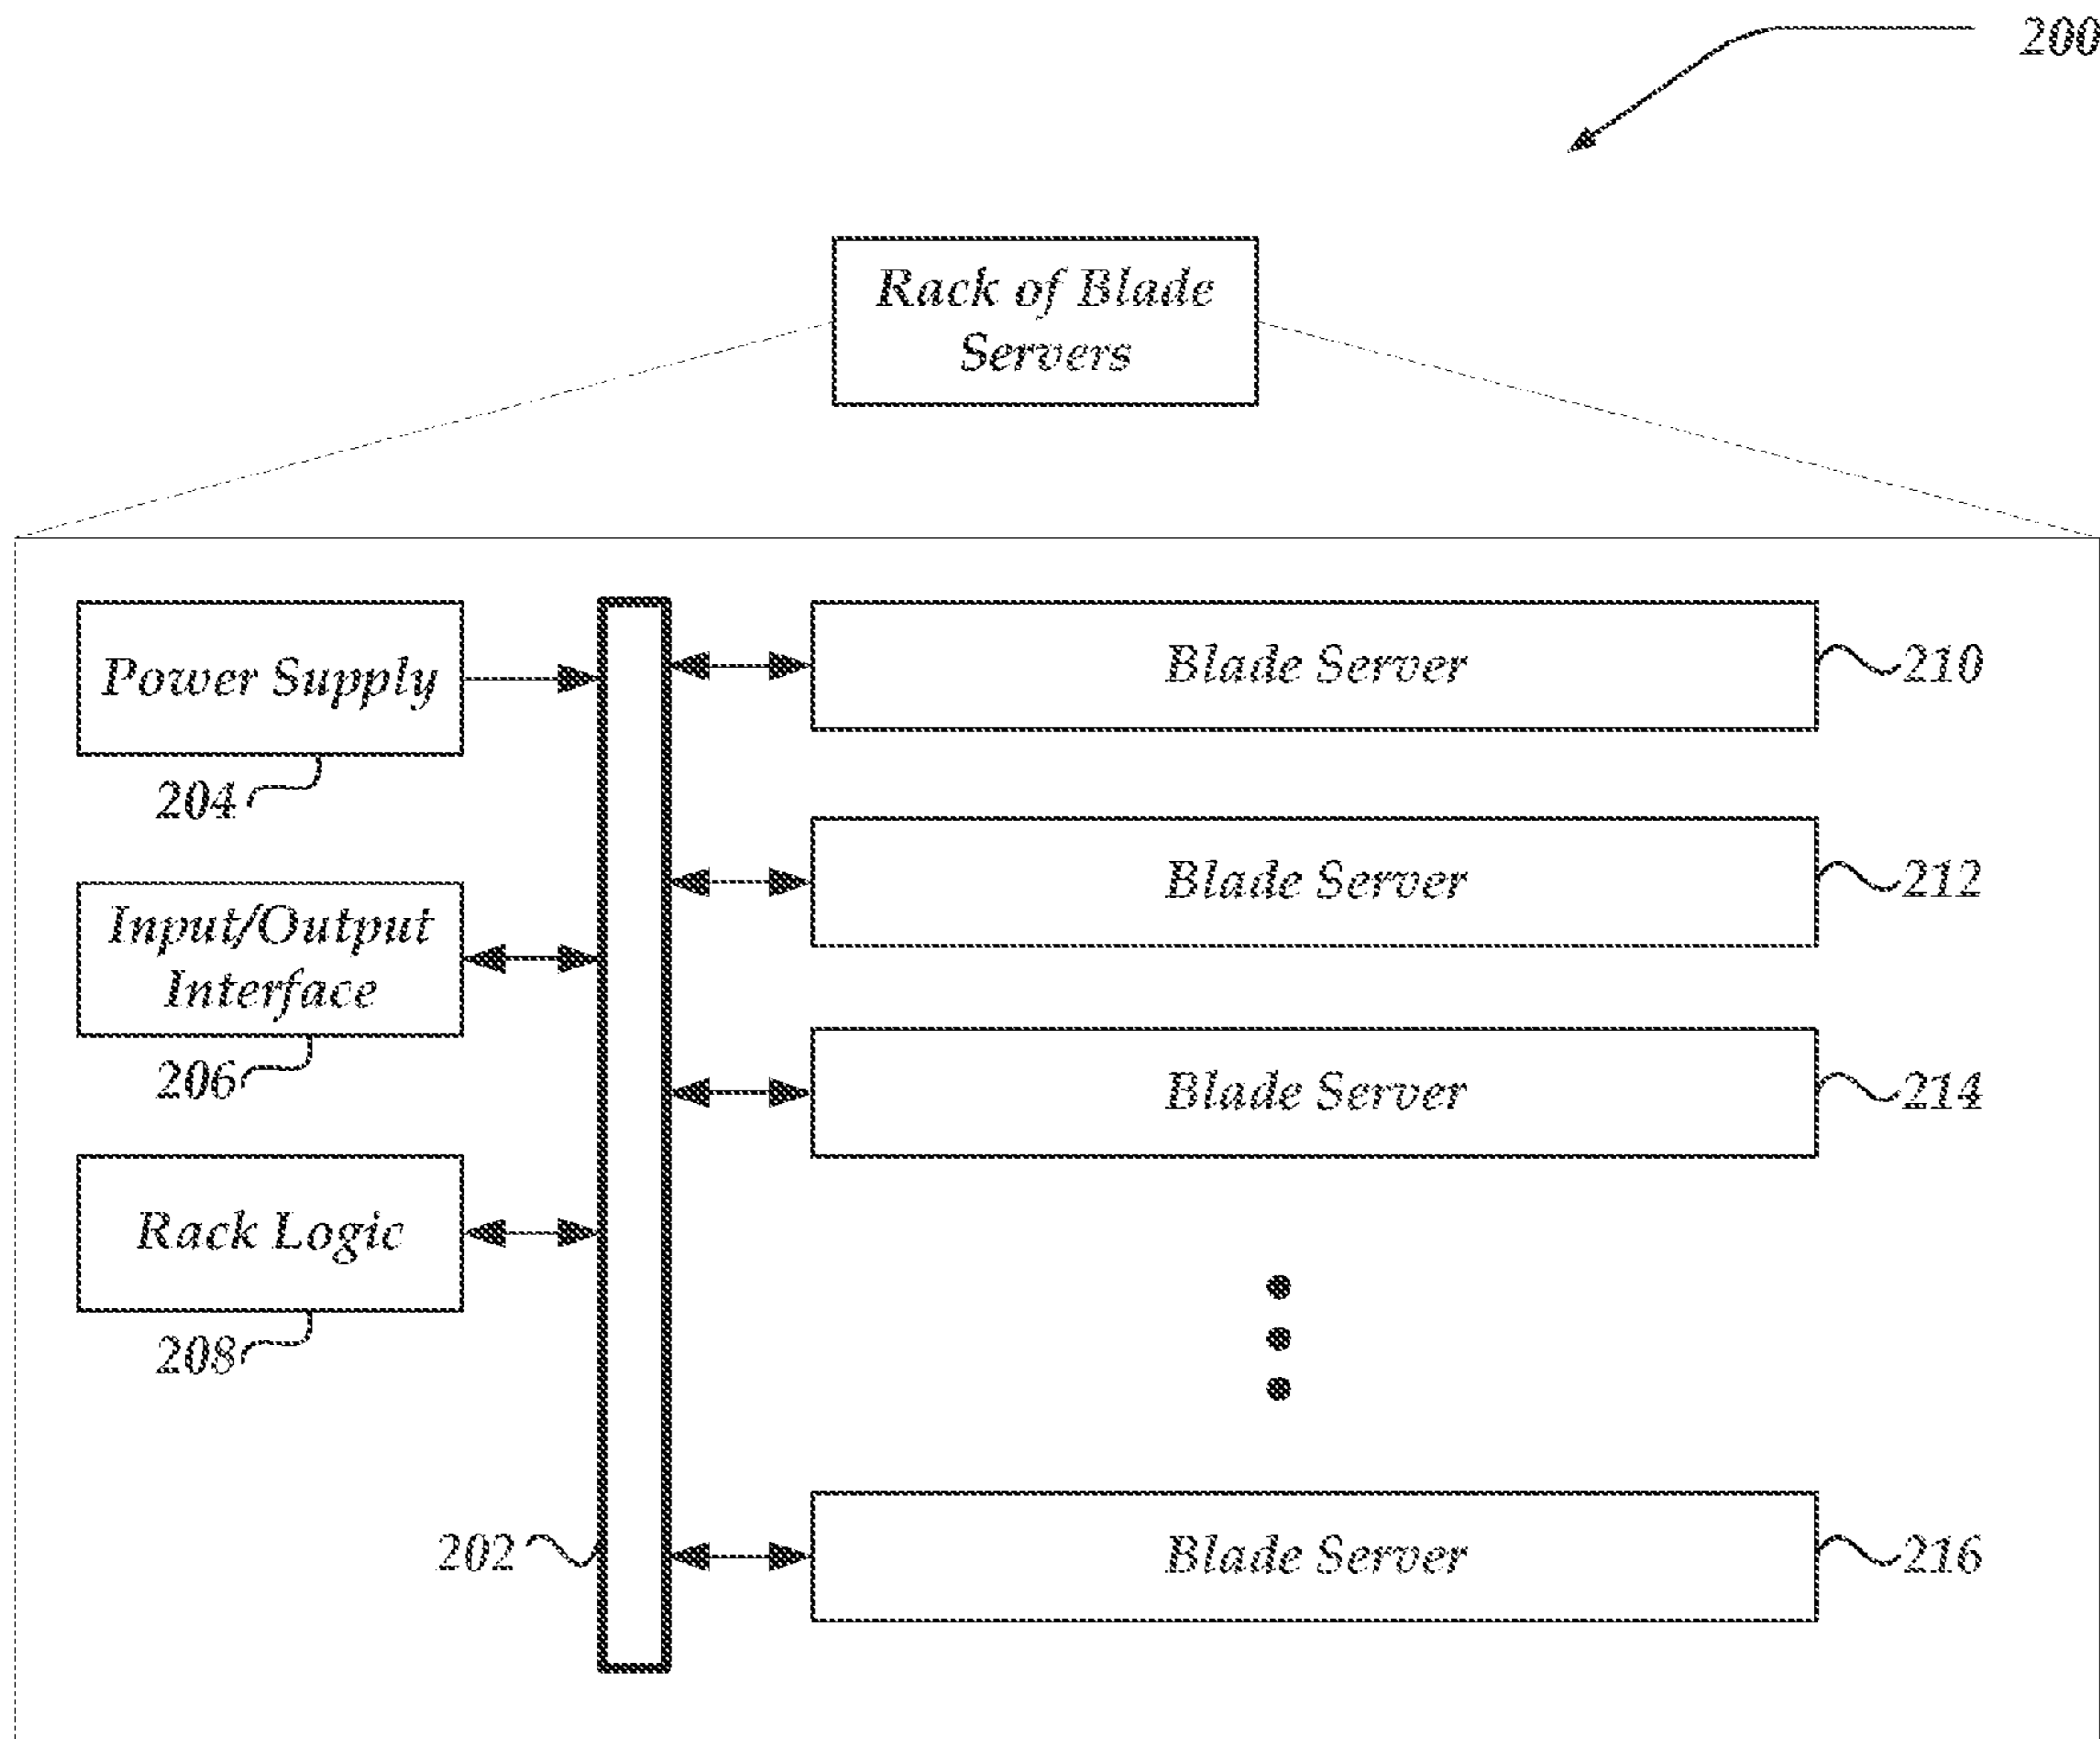 200
Rack of Blade
Servers
Power Supply
204
Input/Output
Interface
206
Rack Logic
208
202
Blade Server
210
Blade Server
212
Blade Server
214
Blade Server
216